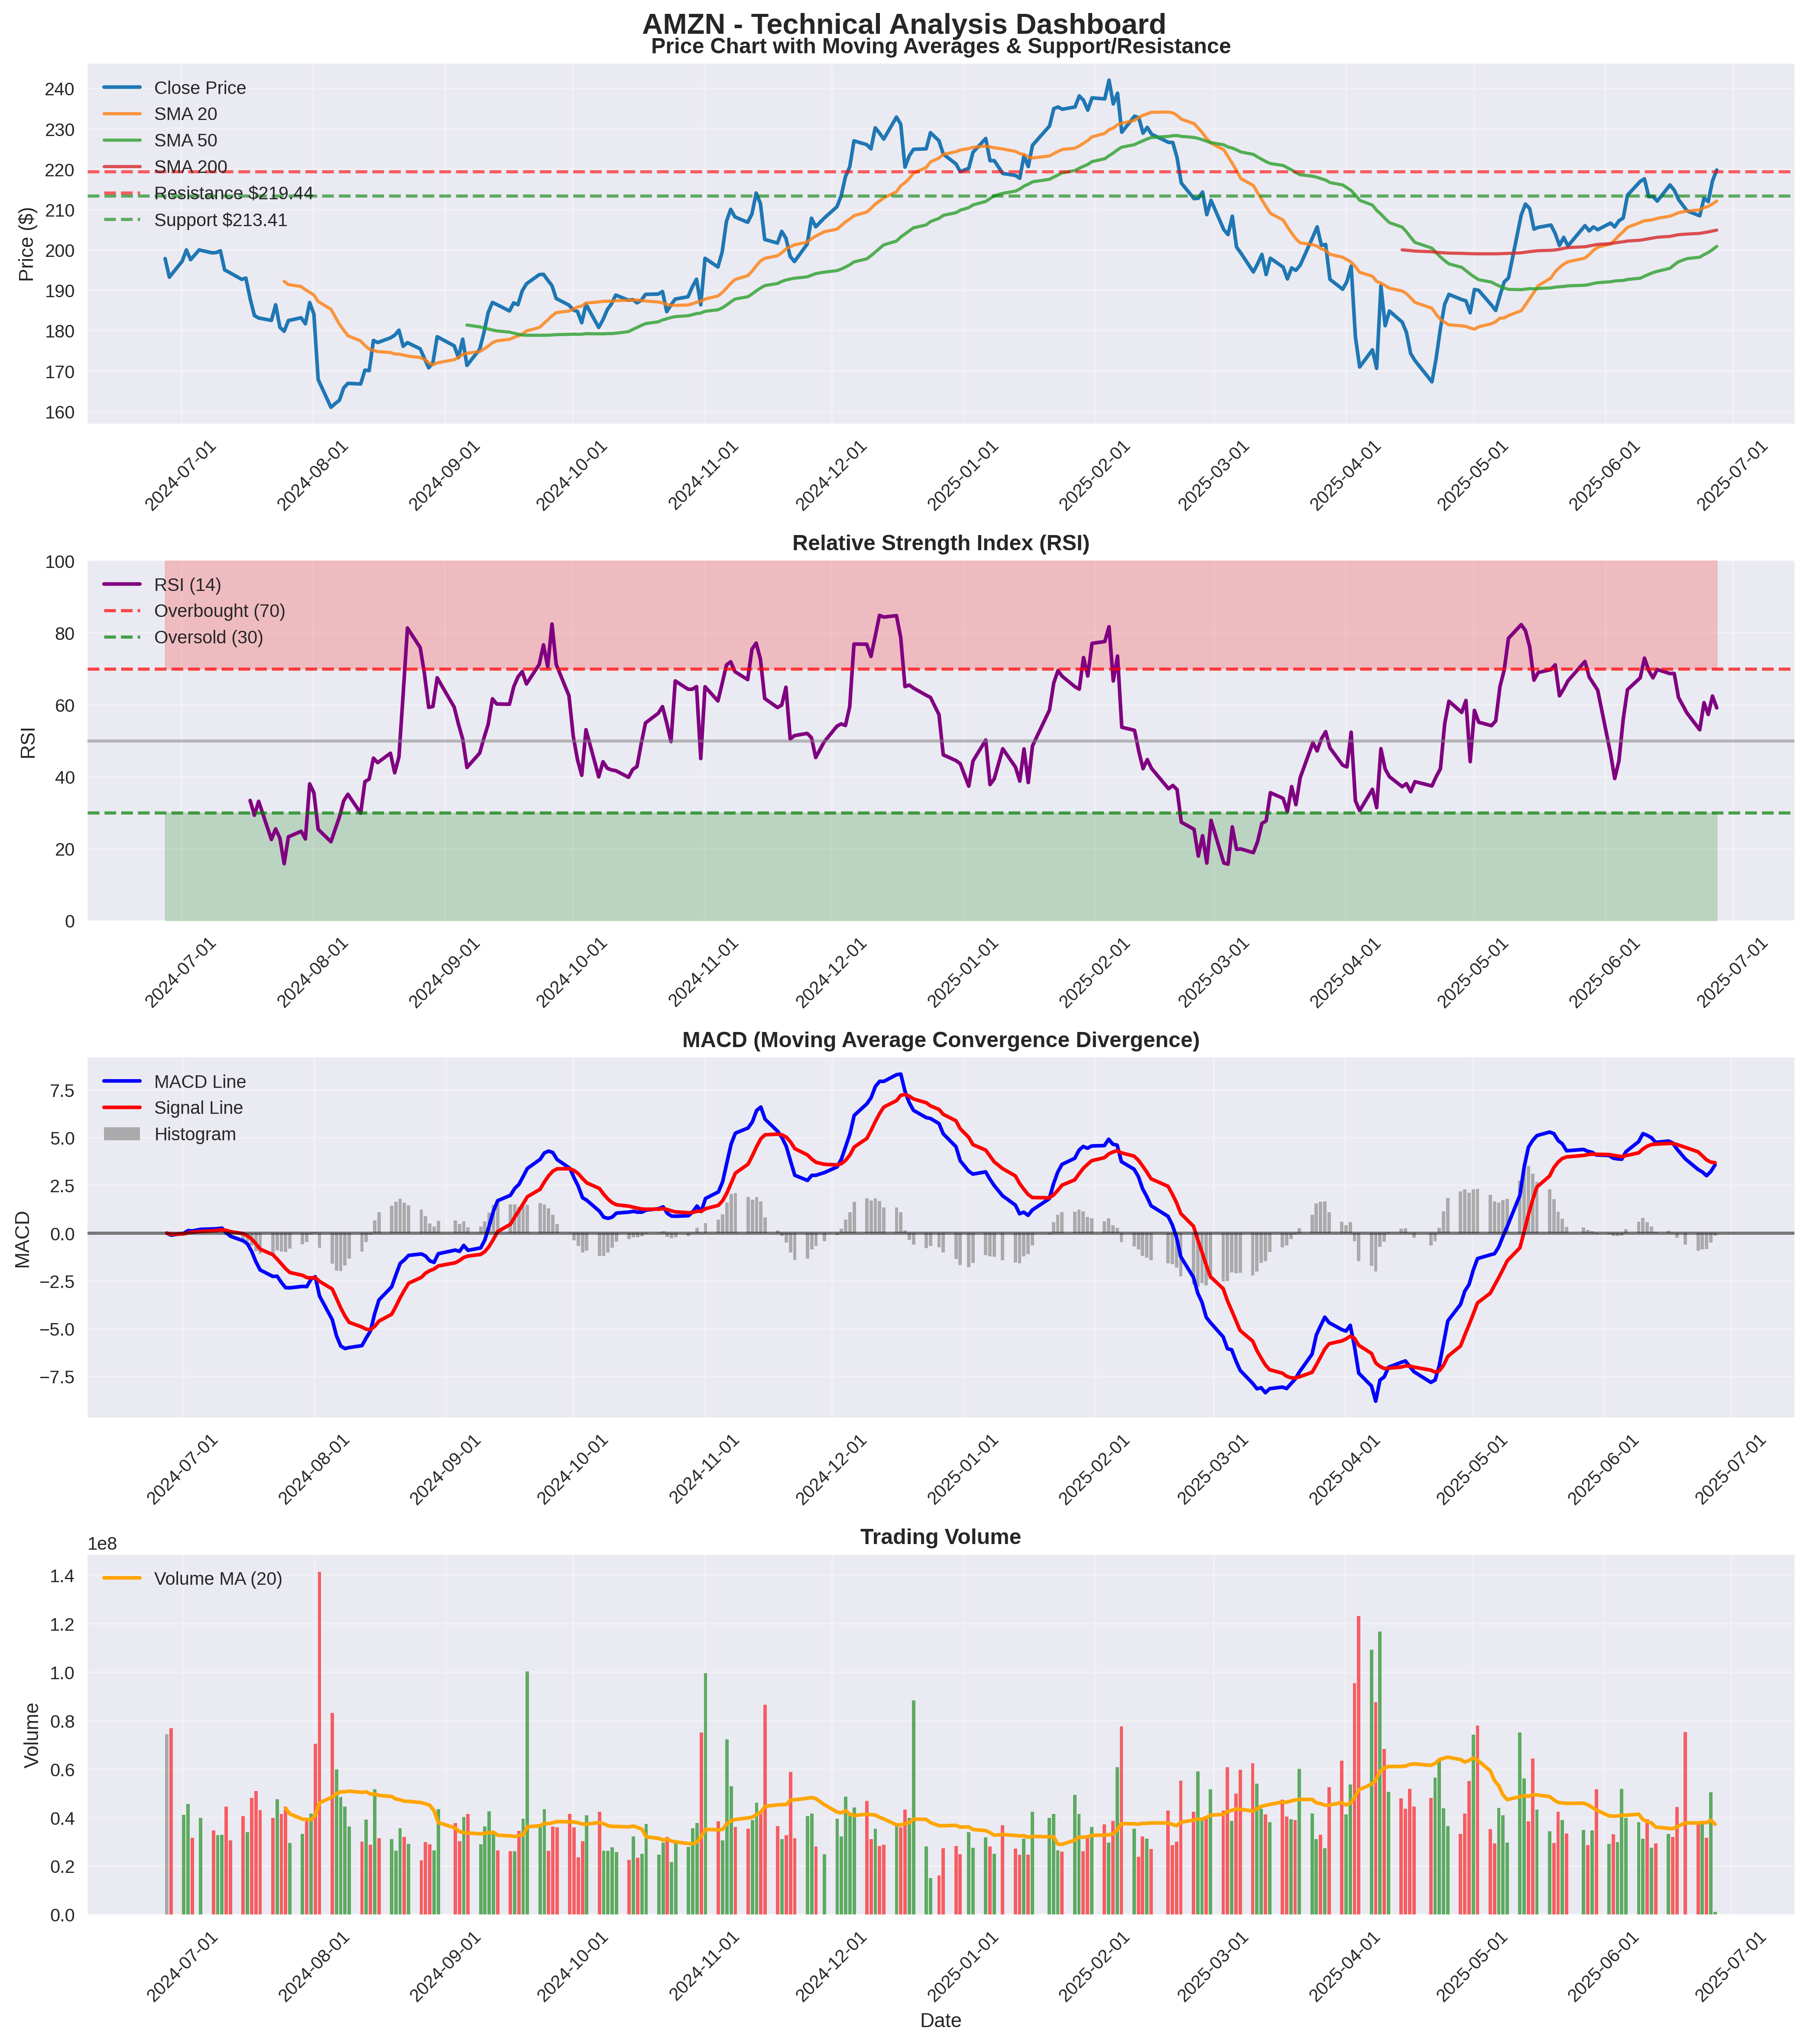 AMZN - Technical Analysis Dashboard
Price Chart with Moving Averages & Support/Resistance
Close Price
SMA 20
SMA 50
SMA 200
Resistance $219.44
Support $213.41
Price ($)
240
230
220
210
200
190
180
170
160
2024-07-01 2024-08-01 2024-09-01 2024-10-01 2024-11-01 2024-12-01 2025-01-01 2025-02-01 2025-03-01 2025-04-01 2025-05-01 2025-06-01 2025-07-01
Relative Strength Index (RSI)
RSI (14)
Overbought (70)
Oversold (30)
RSI
100
80
60
40
20
0
2024-07-01 2024-08-01 2024-09-01 2024-10-01 2024-11-01 2024-12-01 2025-01-01 2025-02-01 2025-03-01 2025-04-01 2025-05-01 2025-06-01 2025-07-01
MACD (Moving Average Convergence Divergence)
MACD Line
Signal Line
Histogram
MACD
7.5
5.0
2.5
0.0
−2.5
−5.0
−7.5
2024-07-01 2024-08-01 2024-09-01 2024-10-01 2024-11-01 2024-12-01 2025-01-01 2025-02-01 2025-03-01 2025-04-01 2025-05-01 2025-06-01 2025-07-01
Trading Volume
1e8
Volume MA (20)
Volume
1.4
1.2
1.0
0.8
0.6
0.4
0.2
0.0
2024-07-01 2024-08-01 2024-09-01 2024-10-01 2024-11-01 2024-12-01 2025-01-01 2025-02-01 2025-03-01 2025-04-01 2025-05-01 2025-06-01 2025-07-01
Date